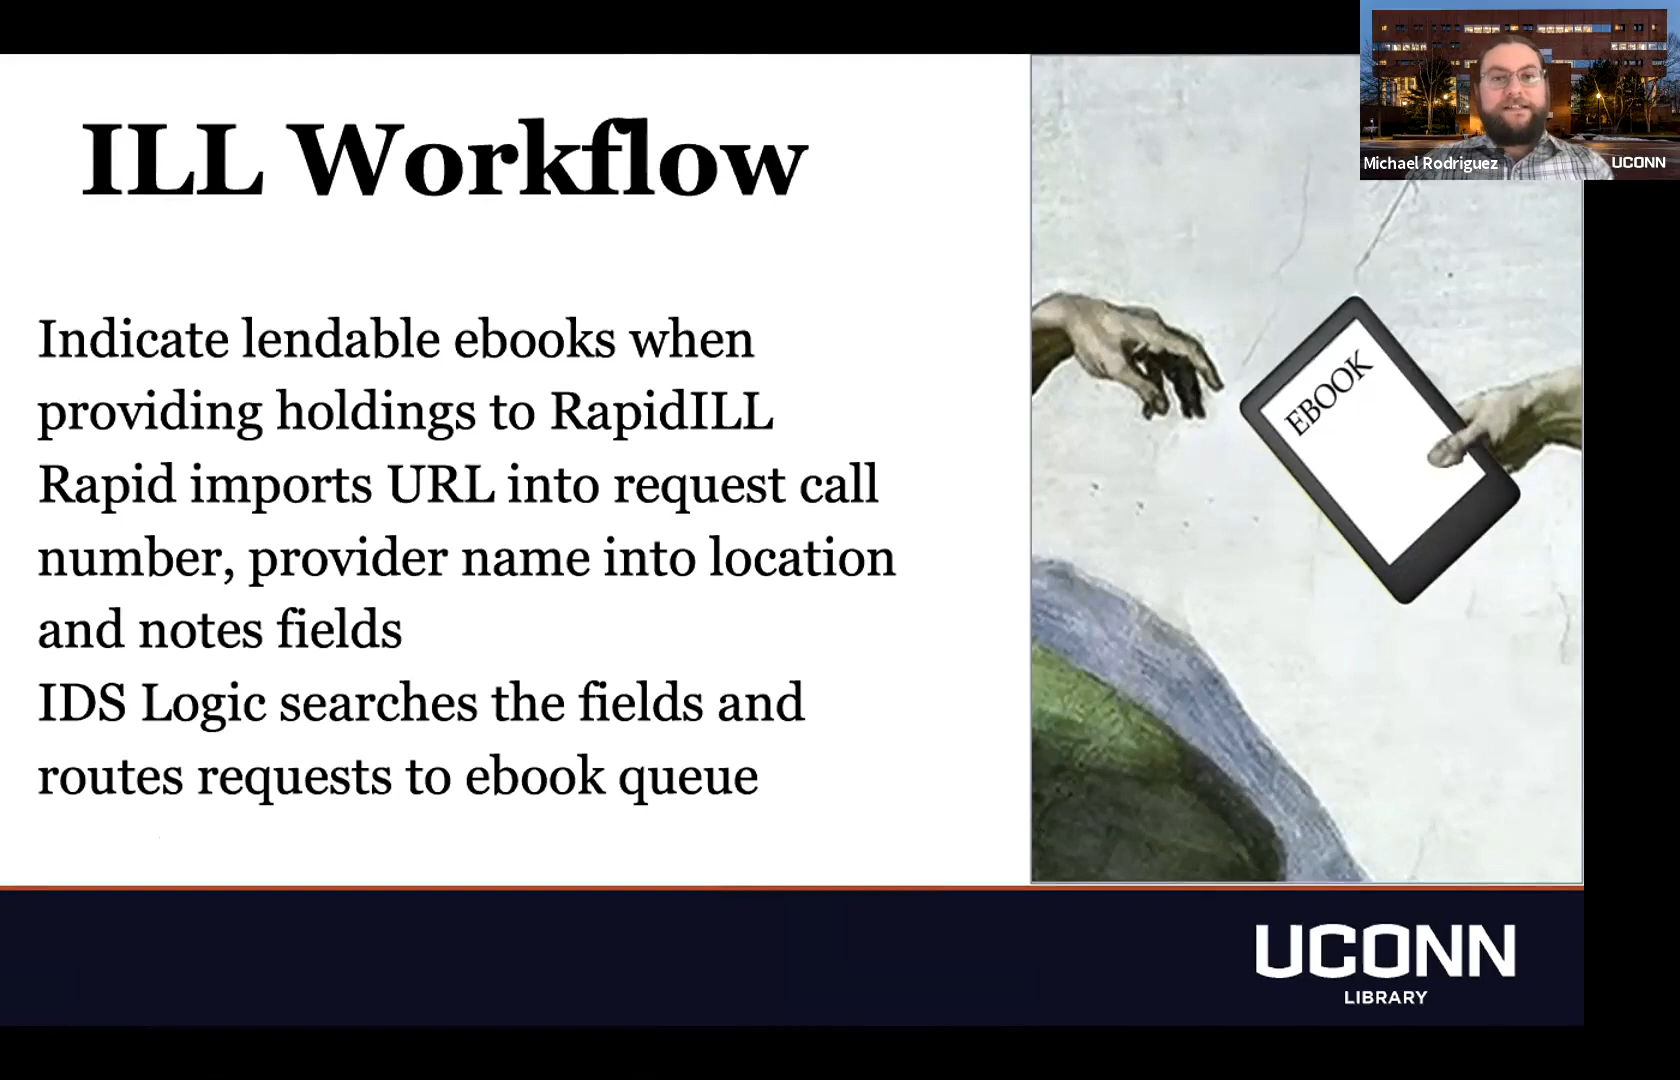 ILL Workflow
Indicate lendable ebooks when
providing holdings to RapidILL
Rapid imports URL into request call
number, provider name into location
and notes fields
IDS Logic searches the fields and
routes requests to ebook queue
EBOOK
Michael Rodriguez
UCONN
UCONN
LIBRARY